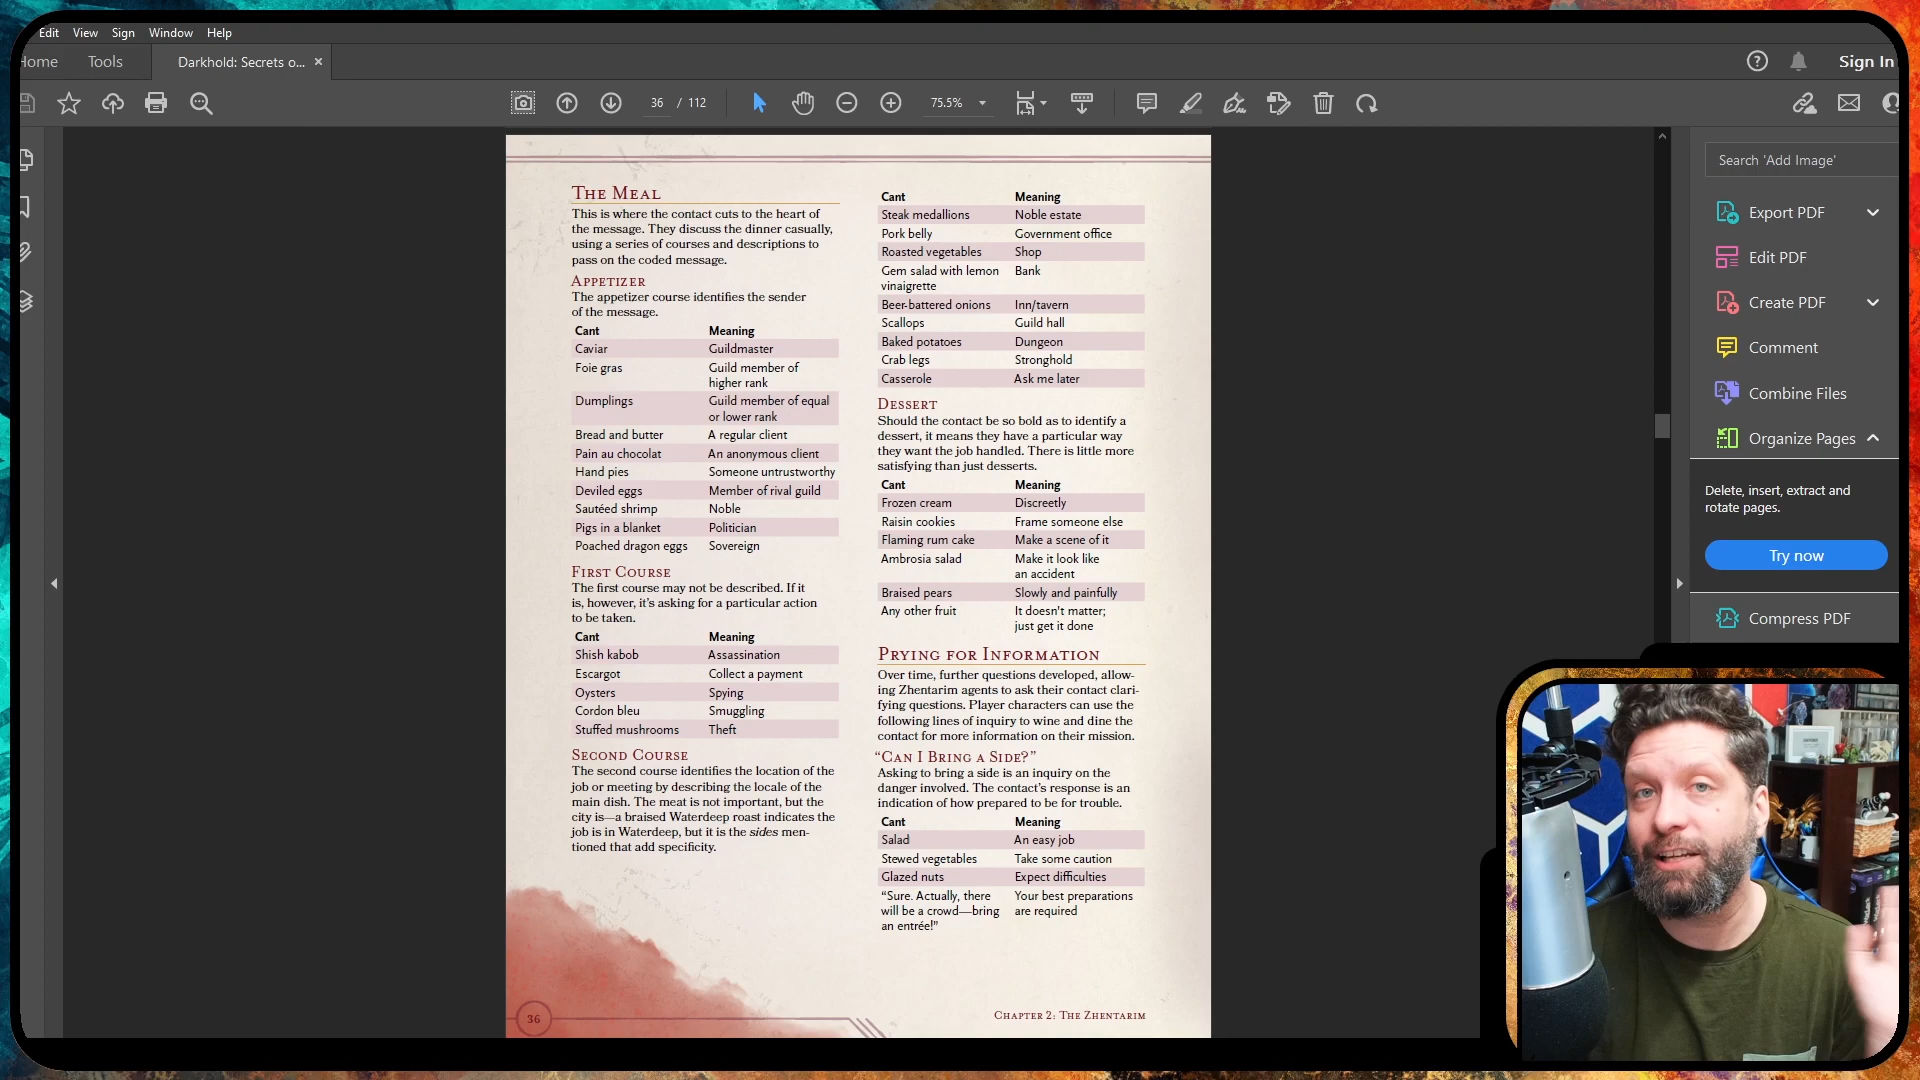 Edit View Sign Window Help
Home Tools Darkhold: Secrets o... ×
Sign In
36 / 112 75.5%
THE MEAL
This is where the contact cuts to the heart of
the message. They discuss the dinner casually,
using a series of courses and descriptions to
pass on the coded message.
APPETIZER
The appetizer course identifies the sender
of the message.
Cant Meaning
Caviar Guildmaster
Foie gras Guild member of
higher rank
Dumplings Guild member of equal
or lower rank
Bread and butter A regular client
Pain au chocolat An anonymous client
Hand pies Someone untrustworthy
Deviled eggs Member of rival guild
Sautéed shrimp Noble
Pigs in a blanket Politician
Poached dragon eggs Sovereign
FIRST COURSE
The first course may not be described. If it
is, however, it's asking for a particular action
to be taken.
Cant Meaning
Shish kabob Assassination
Escargot Collect a payment
Oysters Spying
Cordon bleu Smuggling
Stuffed mushrooms Theft
SECOND COURSE
The second course identifies the location of the
job or meeting by describing the locale of the
main dish. The meat is not important, but the
city is—a braised Waterdeep roast indicates the
job is in Waterdeep, but it is the sides men-
tioned that add specificity.
Cant Meaning
Steak medallions Noble estate
Pork belly Government office
Roasted vegetables Shop
Gem salad with lemon Bank
vinaigrette
Beer-battered onions Inn/tavern
Scallops Guild hall
Baked potatoes Dungeon
Crab legs Stronghold
Casserole Ask me later
DESSERT
Should the contact be so bold as to identify a
dessert, it means they have a particular way
they want the job handled. There is little more
satisfying than just desserts.
Cant Meaning
Frozen cream Discreetly
Raisin cookies Frame someone else
Flaming rum cake Make a scene of it
Ambrosia salad Make it look like
an accident
Braised pears Slowly and painfully
Any other fruit It doesn't matter;
just get it done
PRYING FOR INFORMATION
Over time, further questions developed, allow-
ing Zhentarim agents to ask their contact clari-
fying questions. Player characters can use the
following lines of inquiry to wine and dine the
contact for more information on their mission.
"CAN I BRING A SIDE?"
Asking to bring a side is an inquiry on the
danger involved. The contact's response is an
indication of how prepared to be for trouble.
Cant Meaning
Salad An easy job
Stewed vegetables Take some caution
Glazed nuts Expect difficulties
"Sure. Actually, there Your best preparations
will be a crowd—bring are required
an entrée!"
36
CHAPTER 2: THE ZHENTARIM
Search 'Add Image'
Export PDF
Edit PDF
Create PDF
Comment
Combine Files
Organize Pages
Delete, insert, extract and
rotate pages.
Try now
Compress PDF